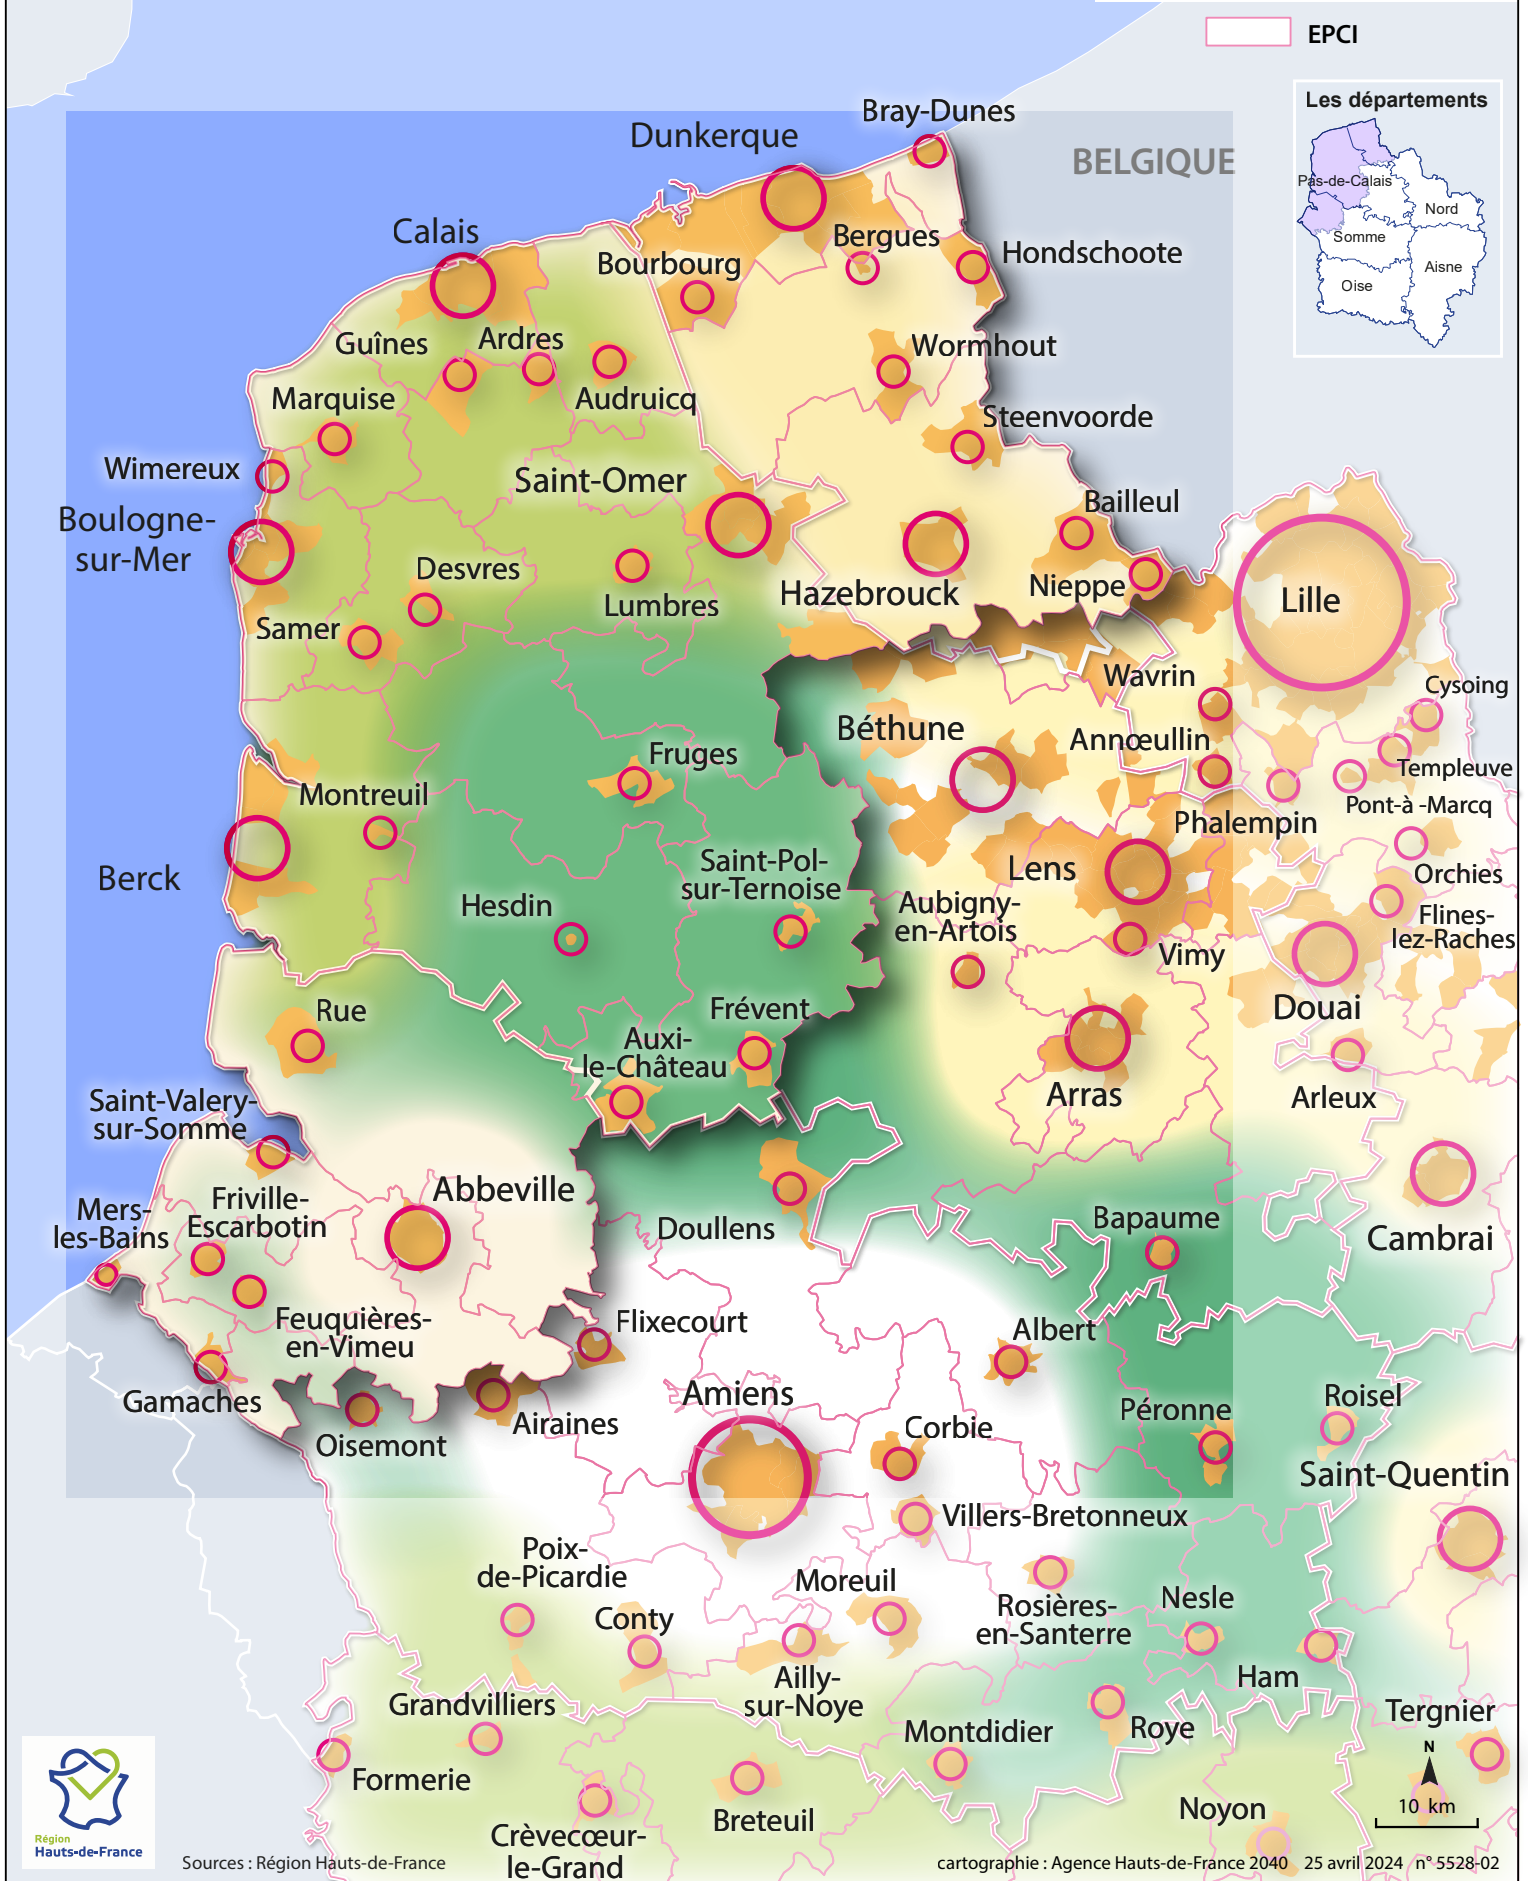 EPCI
Les départements
Pas-de-Calais
Nord
Somme
Aisne
Oise
BELGIQUE
Bray-Dunes
Dunkerque
Calais
Bergues
Hondschoote
Bourbourg
Guînes
Ardres
Wormhout
Marquise
Audruicq
Steenvoorde
Wimereux
Saint-Omer
Bailleul
Boulogne-
sur-Mer
Desvres
Lumbres
Hazebrouck
Nieppe
Lille
Samer
Wavrin
Cysoing
Béthune
Annœullin
Fruges
Templeuve
Montreuil
Pont-à -Marcq
Phalempin
Berck
Saint-Pol-
sur-Ternoise
Lens
Orchies
Hesdin
Aubigny-
en-Artois
Flines-
lez-Raches
Vimy
Rue
Frévent
Douai
Auxi-
le-Château
Saint-Valery-
sur-Somme
Arras
Arleux
Abbeville
Friville-
Escarbotin
Mers-
les-Bains
Doullens
Bapaume
Cambrai
Feuquières-
en-Vimeu
Flixecourt
Albert
Gamaches
Amiens
Roisel
Airaines
Corbie
Péronne
Oisemont
Saint-Quentin
Villers-Bretonneux
Poix-
de-Picardie
Moreuil
Conty
Rosières-
en-Santerre
Nesle
Ailly-
sur-Noye
Ham
Grandvilliers
Montdidier
Roye
Tergnier
N
10 km
Formerie
Breteuil
Noyon
Crèvecœur-
le-Grand
Région
Hauts-de-France
Sources : Région Hauts-de-France
cartographie : Agence Hauts-de-France 2040 25 avril 2024 n° 5528-02